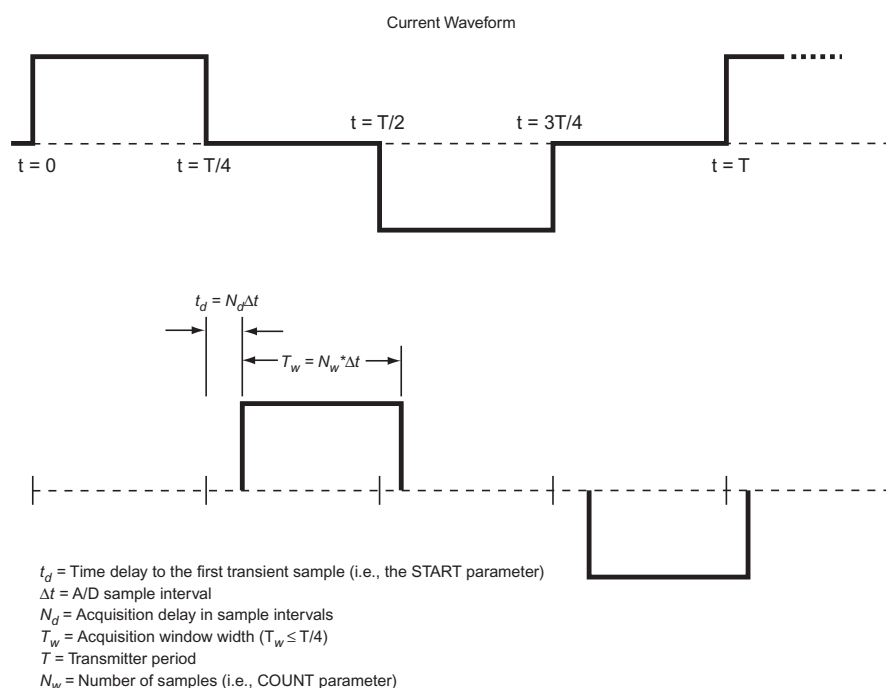 Current Waveform
t = T/2
t = 3T/4
t = 0
t = T/4
t = T
t_d = N_dΔt
T_w = N_w*Δt
t_d = Time delay to the first transient sample (i.e., the START parameter)
Δt = A/D sample interval
N_d = Acquisition delay in sample intervals
T_w = Acquisition window width (T_w ≤ T/4)
T = Transmitter period
N_w = Number of samples (i.e., COUNT parameter)